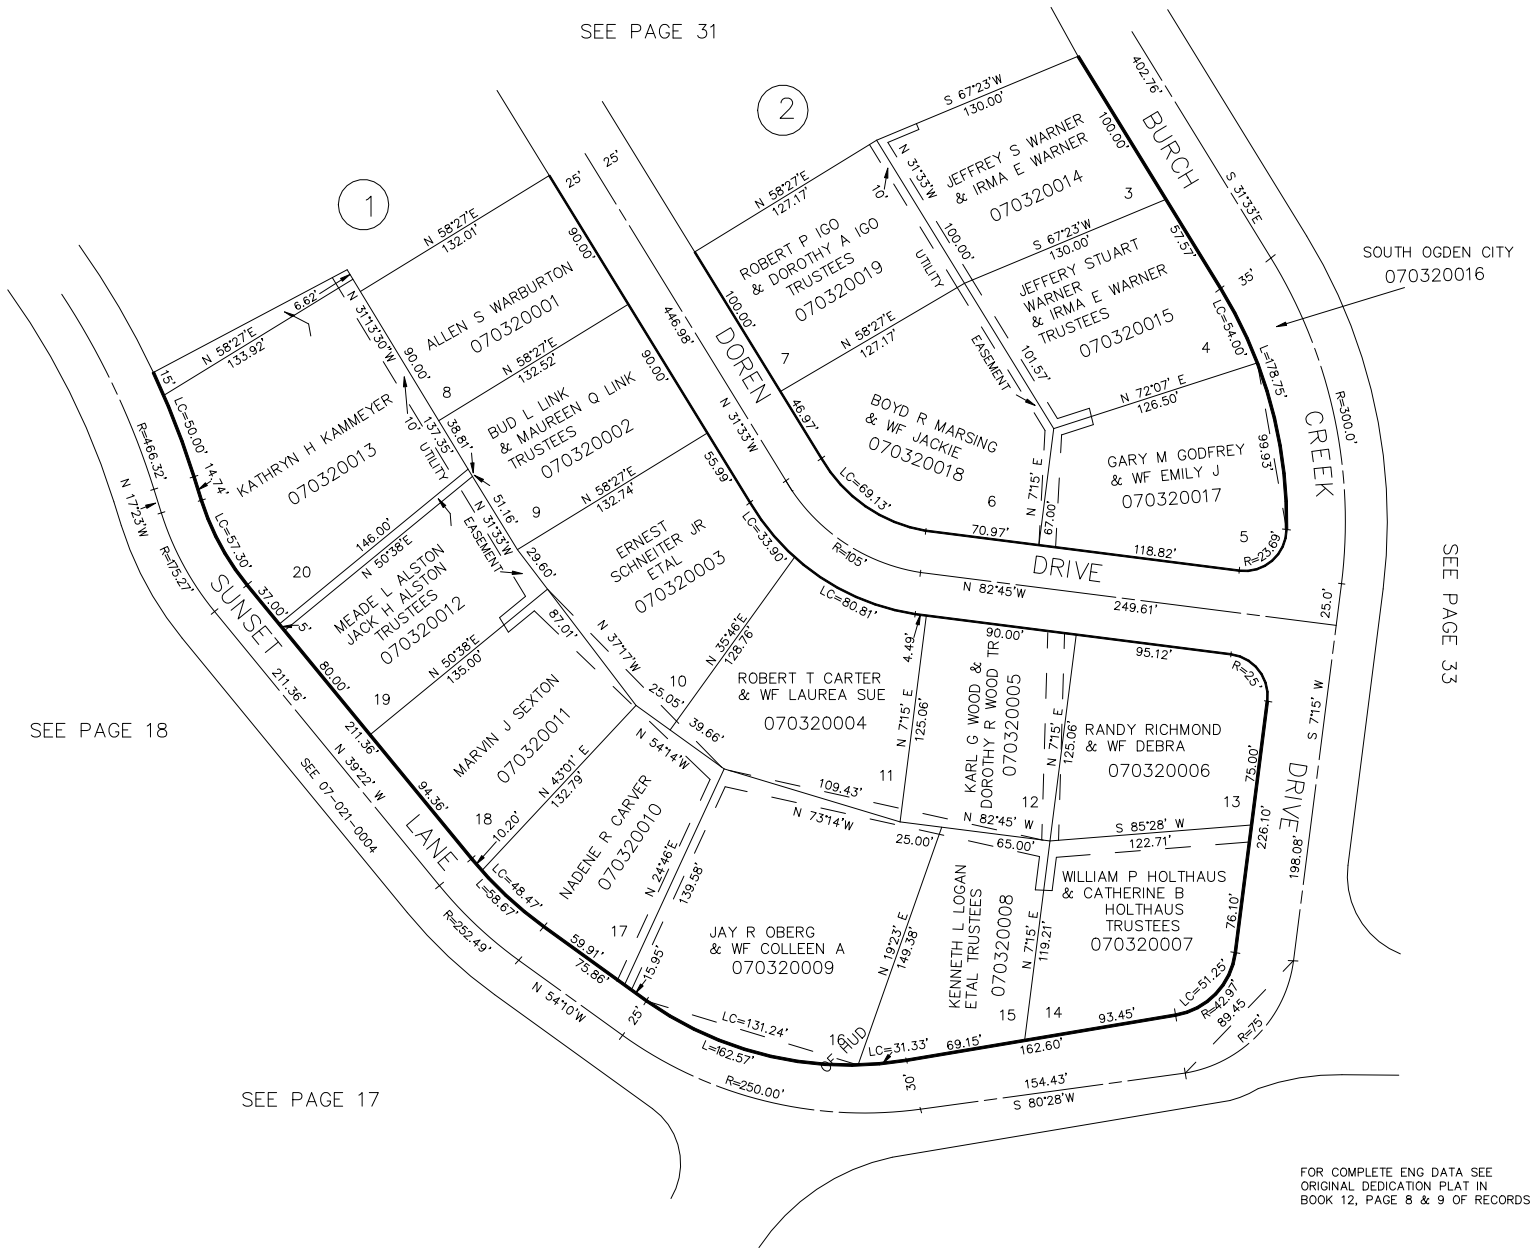 SEE PAGE 31
1
2
SEE PAGE 18
SEE PAGE 17
SEE PAGE 33
SOUTH OGDEN CITY
070320016
BURCH
CREEK
DRIVE
DOREN
DRIVE
SUNSET
LANE
SEE 07-021-0004
S 67°23'W
130.00'
JEFFREY S WARNER
& IRMA E WARNER
070320014
3
100.00'
402.76'
S 31°33'E
N 31°33'W
100.00'
10'
UTILITY
EASEMENT
S 67°23'W
130.00'
57.57'
35'
JEFFERY STUART
WARNER
& IRMA E WARNER
TRUSTEES
070320015
4
LC=54.00'
L=178.75'
R=300.0'
101.57'
N 72°07' E
126.50'
99.93'
GARY M GODFREY
& WF EMILY J
070320017
5
R=23.69'
118.82'
N 7°15' E
67.00'
N 58°27'E
127.17'
ROBERT P IGO
& DOROTHY A IGO
TRUSTEES
070320019
7
100.00'
N 58°27'E
127.17'
46.97'
BOYD R MARSING
& WF JACKIE
070320018
6
LC=69.13'
70.97'
25'
25'
446.98'
N 31°33'W
R=105'
N 82°45'W
249.61'
25.0'
N 58°27'E
132.01'
90.00'
ALLEN S WARBURTON
070320001
8
N 58°27'E
132.52'
90.00'
BUD L LINK
& MAUREEN Q LINK
TRUSTEES
070320002
9
N 58°27'E
132.74'
55.99'
ERNEST
SCHNEITER JR
ETAL
070320003
10
LC=33.90'
N 35°46'E
128.76'
25.05'
N 37°17'W
87.01'
29.60'
51.16'
N 31°33'W
38.81'
137.35'
90.00'
N 31°13'30"W
10'
UTILITY
EASEMENT
6.62'
N 58°27'E
133.92'
15'
LC=50.00'
14.74'
KATHRYN H KAMMEYER
070320013
20
R=466.32'
N 17°23'W
R=175.27'
LC=57.30'
37.00'
5'
146.00'
N 50°38'E
MEADE L ALSTON
JACK H ALSTON
TRUSTEES
070320012
19
80.00'
N 50°38'E
135.00'
211.36'
211.36'
N 39°22' W
MARVIN J SEXTON
070320011
18
94.36'
10.20'
N 43°01' E
132.79'
N 54°14'W
39.66'
NADENE R CARVER
070320010
17
LC=48.47'
L=58.67'
R=252.49'
59.91'
75.86'
N 54°10'W
N 24°46'E
139.58'
15.95'
25'
ROBERT T CARTER
& WF LAUREA SUE
070320004
11
LC=80.81'
4.49'
N 7°15' E
125.06'
109.43'
N 73°14'W
90.00'
KARL G WOOD &
DOROTHY R WOOD TR
070320005
12
N 82°45' W
25.00'
65.00'
N 7°15' E
125.06'
95.12'
R=25'
RANDY RICHMOND
& WF DEBRA
070320006
13
75.00'
S 85°28' W
122.71'
S 7°15' W
226.10'
198.08'
WILLIAM P HOLTHAUS
& CATHERINE B
HOLTHAUS
TRUSTEES
070320007
14
76.10'
LC=51.25'
R=42.97'
89.45
R=75'
93.45'
KENNETH L LOGAN
ETAL TRUSTEES
070320008
15
N 7°15' E
119.21'
69.15'
162.60'
N 19°23' E
149.38'
JAY R OBERG
& WF COLLEEN A
070320009
16
OF HUD
LC=131.24'
L=162.57'
R=250.00'
LC=31.33'
30'
154.43'
S 80°28'W
FOR COMPLETE ENG DATA SEE
ORIGINAL DEDICATION PLAT IN
BOOK 12, PAGE 8 & 9 OF RECORDS